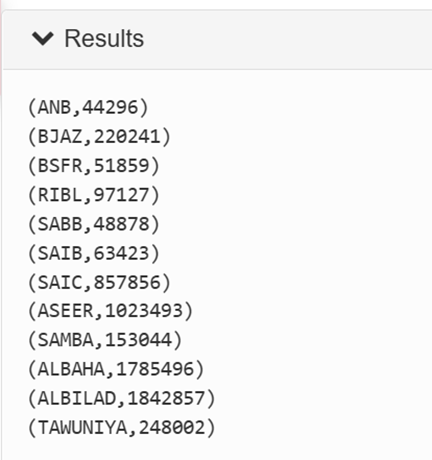 Results
(ANB,44296)
(BJAZ,220241)
(BSFR,51859)
(RIBL,97127)
(SABB,48878)
(SAIB,63423)
(SAIC,857856)
(ASEER,1023493)
(SAMBA,153044)
(ALBAHA,1785496)
(ALBILAD,1842857)
(TAWUNIYA,248002)